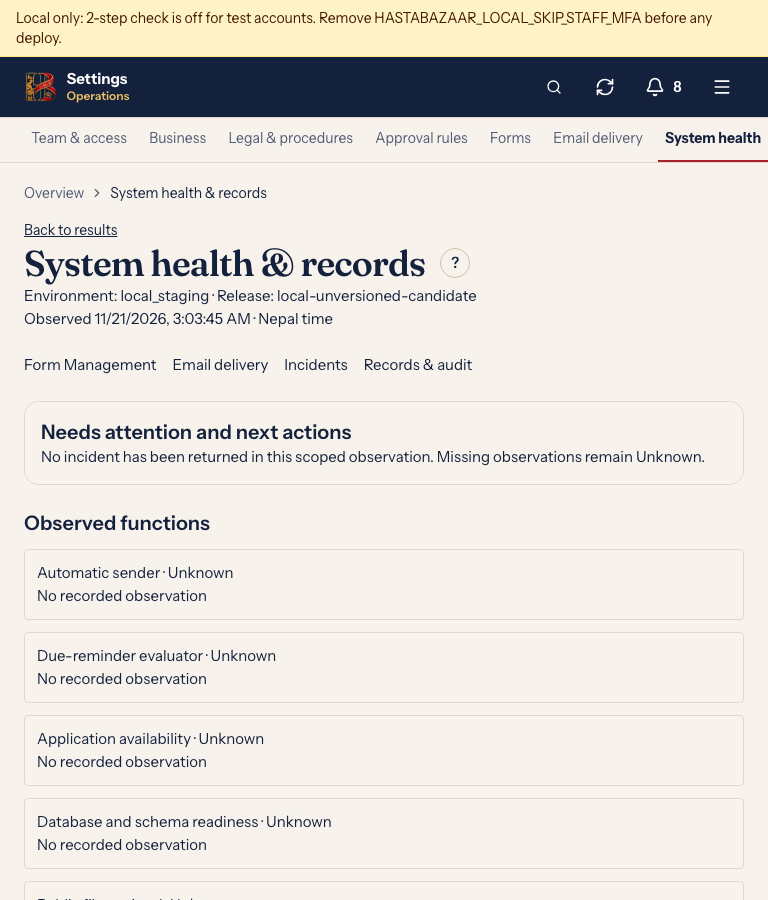 Local only: 2-step check is off for test accounts. Remove HASTABAZAAR_LOCAL_SKIP_STAFF_MFA before any
deploy.
Settings
Operations
8
Team & access
Business
Legal & procedures
Approval rules
Forms
Email delivery
System health
Overview > System health & records
Back to results
System health & records ?
Environment: local_staging · Release: local-unversioned-candidate
Observed 11/21/2026, 3:03:45 AM · Nepal time
Form Management
Email delivery
Incidents
Records & audit
Needs attention and next actions
No incident has been returned in this scoped observation. Missing observations remain Unknown.
Observed functions
Automatic sender · Unknown
No recorded observation
Due-reminder evaluator · Unknown
No recorded observation
Application availability · Unknown
No recorded observation
Database and schema readiness · Unknown
No recorded observation